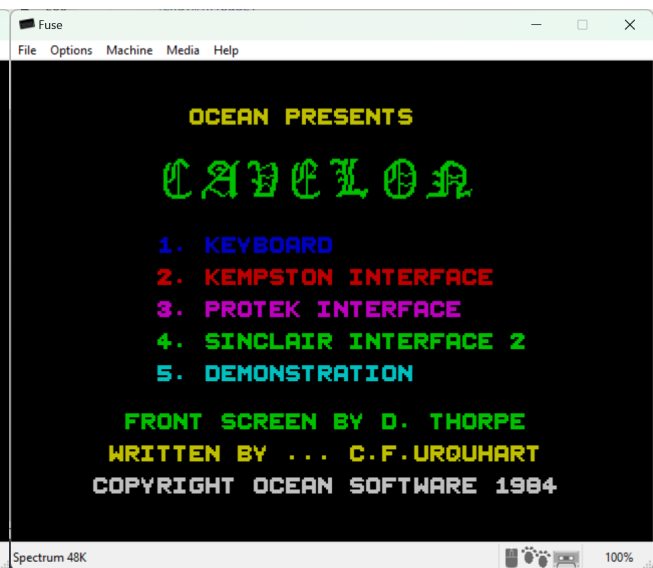 Fuse
File Options Machine Media Help
OCEAN PRESENTS
CAVELON
1. KEYBOARD
2. KEMPSTON INTERFACE
3. PROTEK INTERFACE
4. SINCLAIR INTERFACE 2
5. DEMONSTRATION
FRONT SCREEN BY D. THORPE
WRITTEN BY ... C.F.URQUHART
COPYRIGHT OCEAN SOFTWARE 1984
Spectrum 48K 100%